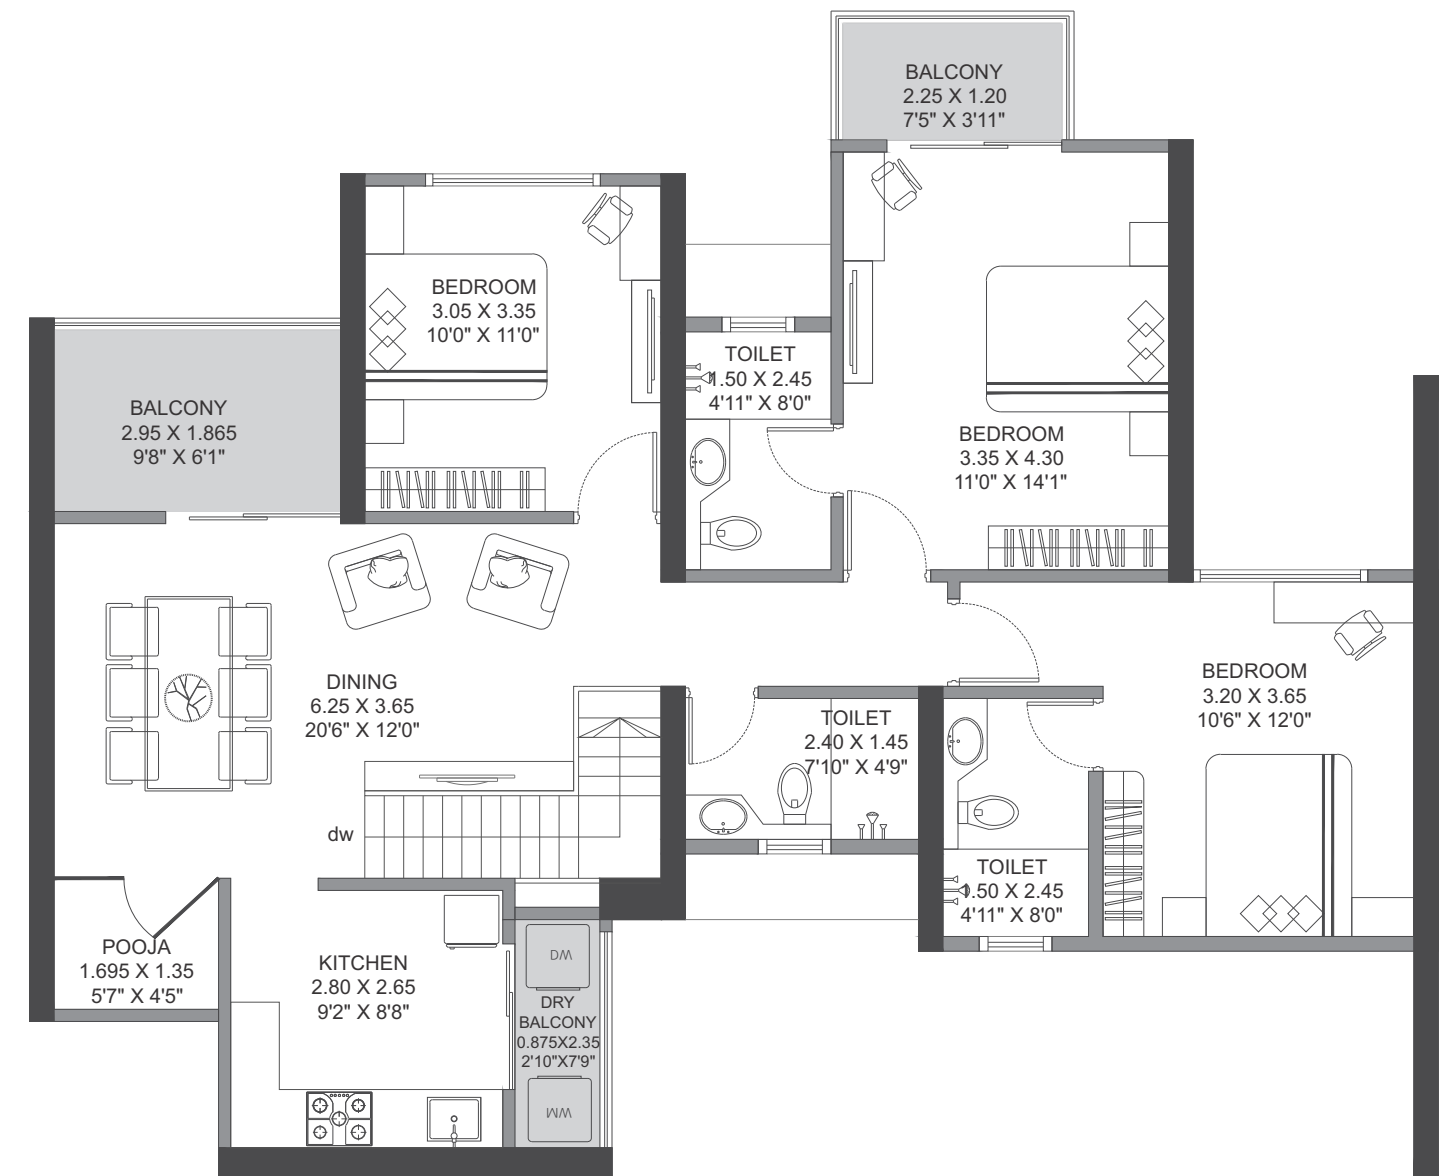 BALCONY
2.25 X 1.20
7'5" X 3'11"
BEDROOM
3.05 X 3.35
10'0" X 11'0"
TOILET
1.50 X 2.45
4'11" X 8'0"
BALCONY
2.95 X 1.865
9'8" X 6'1"
BEDROOM
3.35 X 4.30
11'0" X 14'1"
DINING
6.25 X 3.65
20'6" X 12'0"
BEDROOM
3.20 X 3.65
10'6" X 12'0"
TOILET
2.40 X 1.45
7'10" X 4'9"
dw
TOILET
1.50 X 2.45
4'11" X 8'0"
POOJA
1.695 X 1.35
5'7" X 4'5"
KITCHEN
2.80 X 2.65
9'2" X 8'8"
WD
DRY
BALCONY
0.875X2.35
2'10"X7'9"
WM